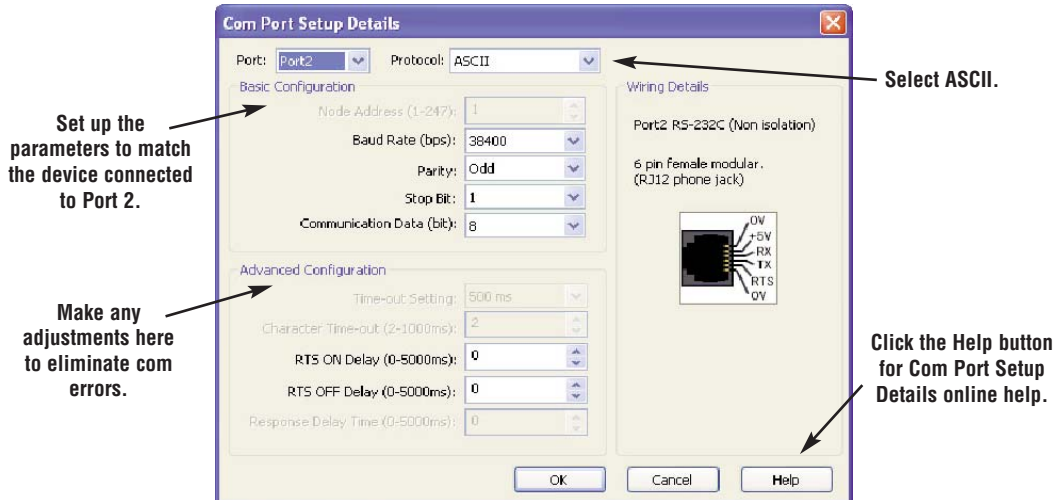 Com Port Setup Details
Port: Port2 Protocol: ASCII
Select ASCII.
Basic Configuration
Node Address (1-247): 1
Baud Rate (bps): 38400
Parity: Odd
Stop Bit: 1
Communication Data (bit): 8
Set up the
parameters to match
the device connected
to Port 2.
Wiring Details
Port2 RS-232C (Non isolation)
6 pin female modular.
(RJ12 phone jack)
0V
+5V
RX
TX
RTS
0V
Advanced Configuration
Time-out Setting: 500 ms
Character Time-out (2-1000ms): 2
RTS ON Delay (0-5000ms): 0
RTS OFF Delay (0-5000ms): 0
Response Delay Time (0-5000ms): 0
Make any
adjustments here
to eliminate com
errors.
Click the Help button
for Com Port Setup
Details online help.
OK Cancel Help